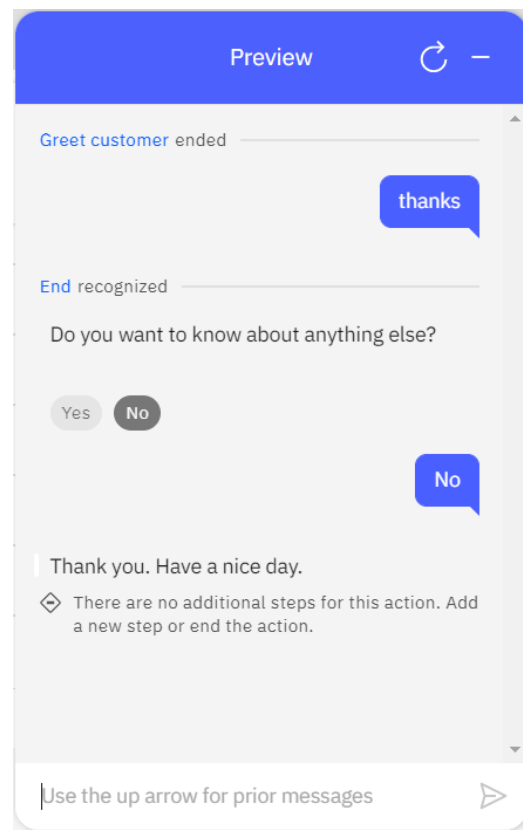 Preview
Greet customer ended
thanks
End recognized
Do you want to know about anything else?
Yes No
No
Thank you. Have a nice day.
There are no additional steps for this action. Add
a new step or end the action.
Use the up arrow for prior messages